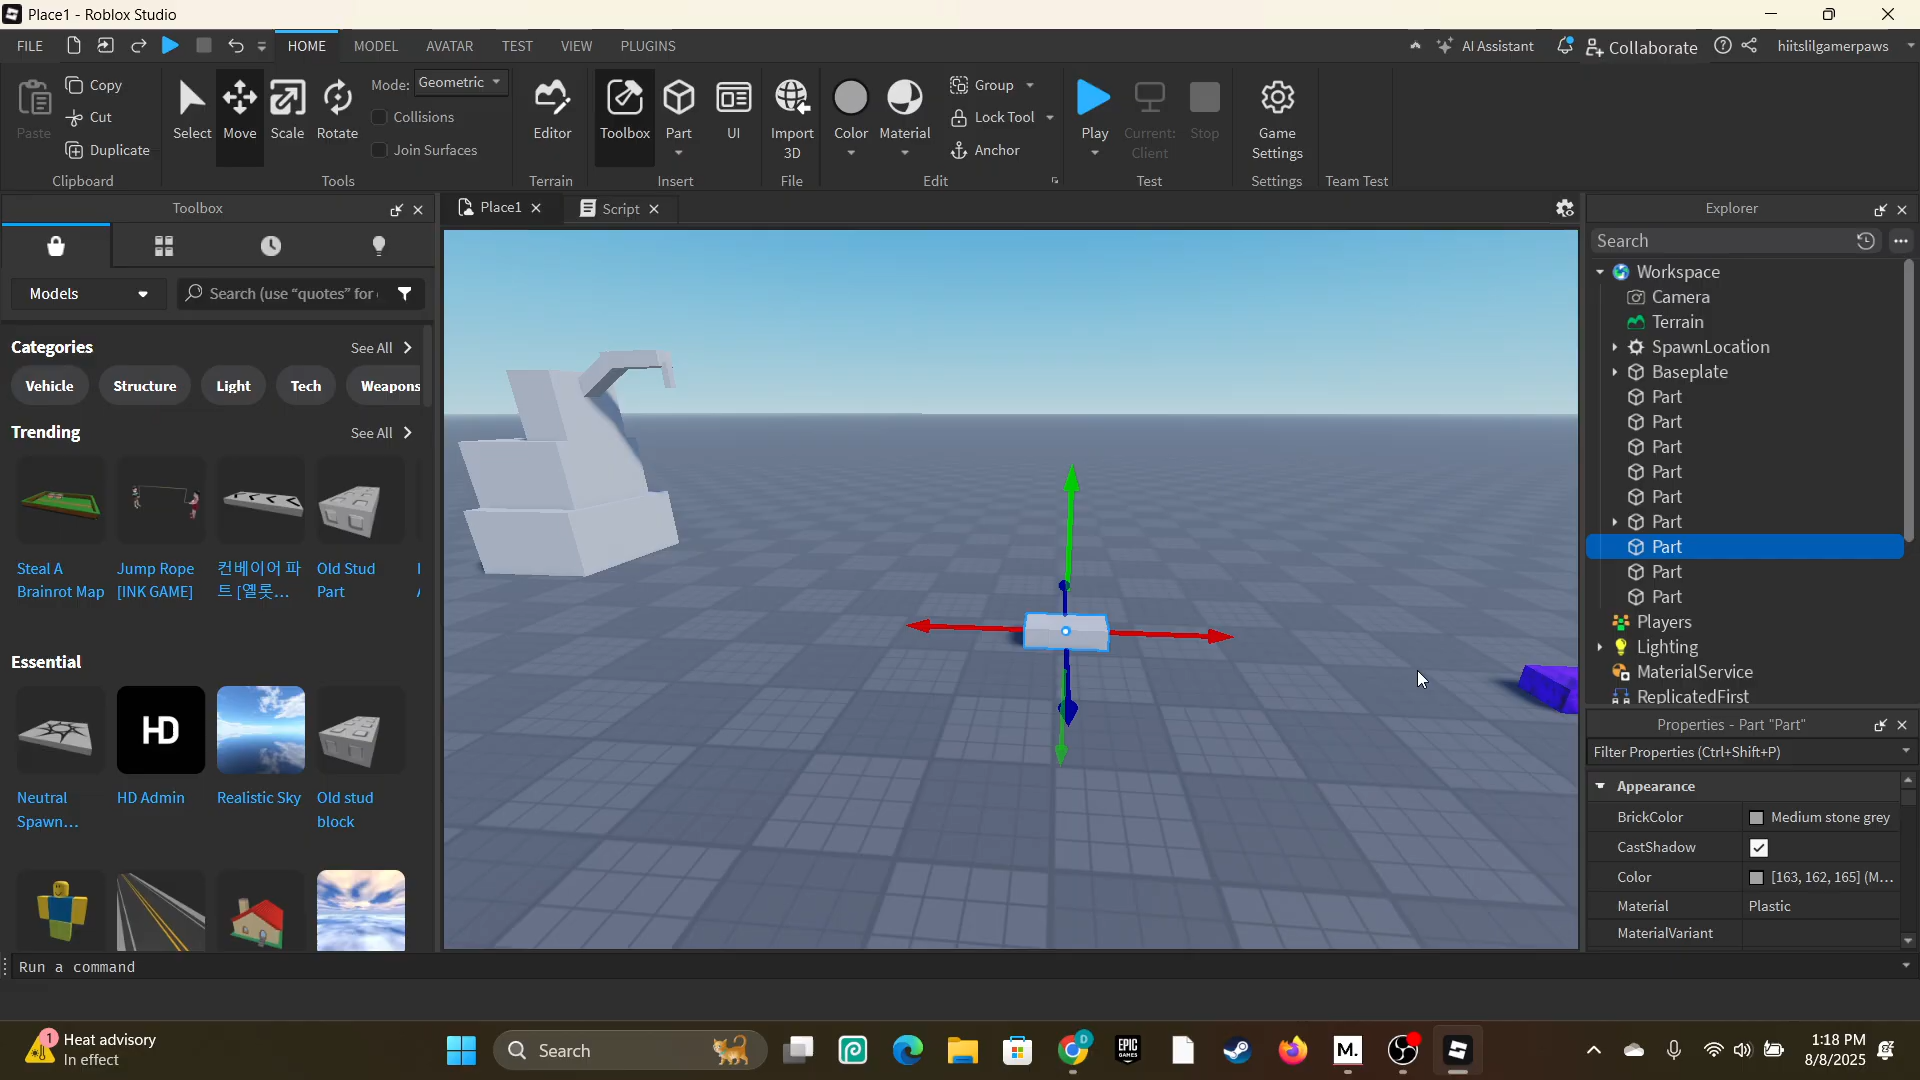 Place1 - Roblox Studio
FILE
HOME
MODEL
AVATAR
TEST
VIEW
PLUGINS
AI Assistant
Collaborate
hiitslilgamerpaws
Paste
Copy
Cut
Duplicate
Clipboard
Select
Move
Scale
Rotate
Mode: Geometric
Collisions
Join Surfaces
Tools
Editor
Terrain
Toolbox
Part
UI
Insert
Import
3D
File
Color
Material
Group
Lock Tool
Anchor
Edit
Play
Current:
Client
Stop
Test
Game
Settings
Settings
Team Test
Toolbox
Models
Search (use “quotes” for
Categories
See All
Vehicle
Structure
Light
Tech
Weapons
Trending
See All
Steal A
Brainrot Map
Jump Rope
[INK GAME]
컨베이어 파
트 [옐롯...
Old Stud
Part
Essential
Neutral
Spawn...
HD
HD Admin
Realistic Sky
Old stud
block
Place1
Script
Explorer
Search
Workspace
Camera
Terrain
SpawnLocation
Baseplate
Part
Part
Part
Part
Part
Part
Part
Part
Part
Players
Lighting
MaterialService
ReplicatedFirst
Properties - Part "Part"
Filter Properties (Ctrl+Shift+P)
Appearance
BrickColor
Medium stone grey
CastShadow
Color
[163, 162, 165] (M...
Material
Plastic
MaterialVariant
Run a command
1
Heat advisory
In effect
Search
D
EPIC
GAMES
M.
1:18 PM
8/8/2025